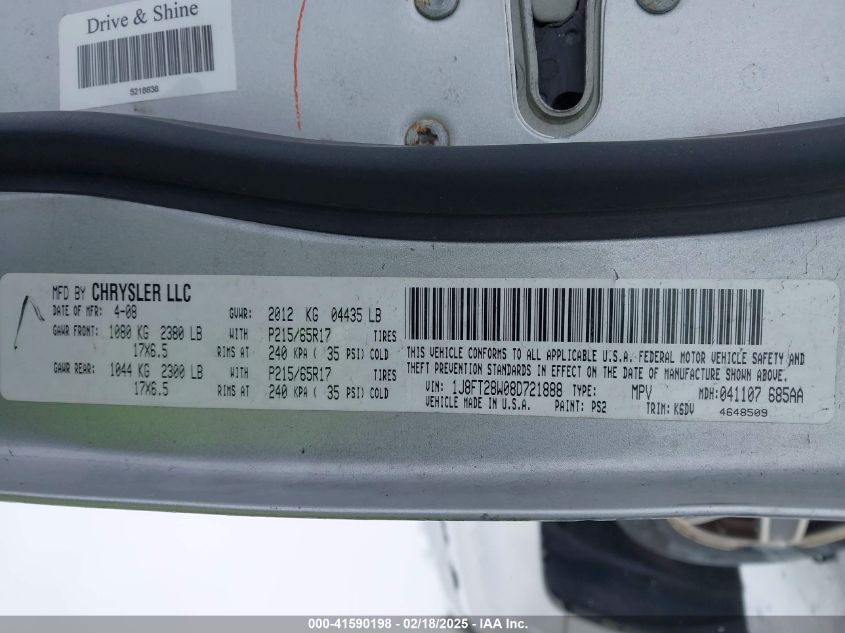 Drive & Shine
5218636
MFD BY CHRYSLER LLC
DATE OF MFR: 4-08 GVWR: 2012 KG 04435 LB
GAWR FRONT: 1080 KG 2380 LB WITH P215/65R17 TIRES
17X6.5 RIMS AT 240 KPA ( 35 PSI) COLD
GAWR REAR: 1044 KG 2300 LB WITH P215/65R17 TIRES
17X6.5 RIMS AT 240 KPA ( 35 PSI) COLD
THIS VEHICLE CONFORMS TO ALL APPLICABLE U.S.A. FEDERAL MOTOR VEHICLE SAFETY AND
THEFT PREVENTION STANDARDS IN EFFECT ON THE DATE OF MANUFACTURE SHOWN ABOVE.
VIN: 1J8FT28W08D721888 TYPE: MPV MDH: 041107 685AA
VEHICLE MADE IN U.S.A. PAINT: PS2 TRIM: K6DV 4648509
000-41590198 - 02/18/2025 - IAA Inc.